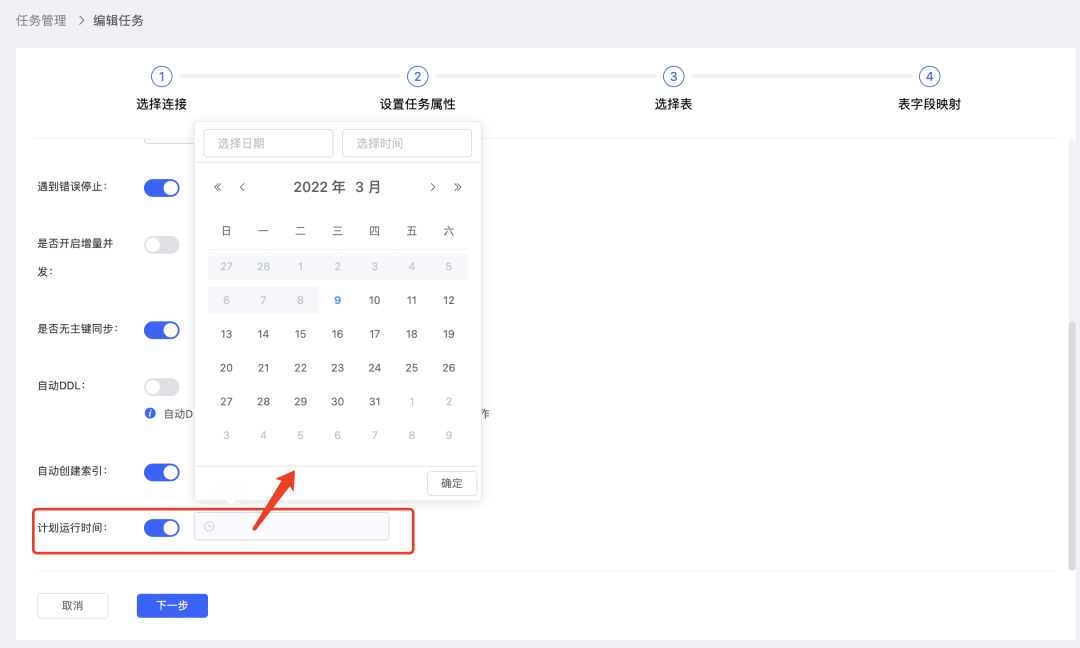 任务管理 > 编辑任务
1 2 3 4
选择连接 设置任务属性 选择表 表字段映射
选择日期 选择时间
遇到错误停止:
« ‹ 2022 年 3 月 › »
日 一 二 三 四 五 六
是否开启增量并
发:
27 28 1 2 3 4 5
6 7 8 9 10 11 12
是否无主键同步:
13 14 15 16 17 18 19
20 21 22 23 24 25 26
自动DDL:
27 28 29 30 31 1 2
自动D 作
3 4 5 6 7 8 9
自动创建索引:
确定
计划运行时间:
取消 下一步